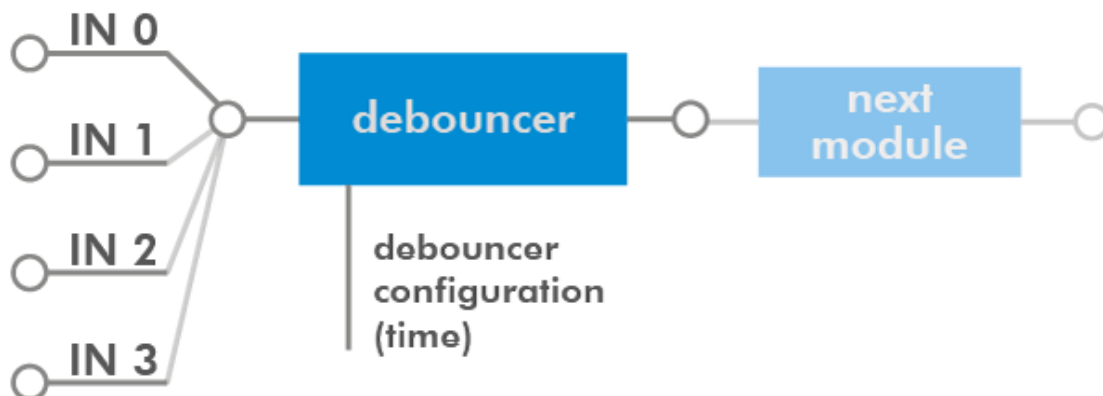 IN 0
IN 1
IN 2
IN 3
debouncer
debouncer
configuration
(time)
next
module